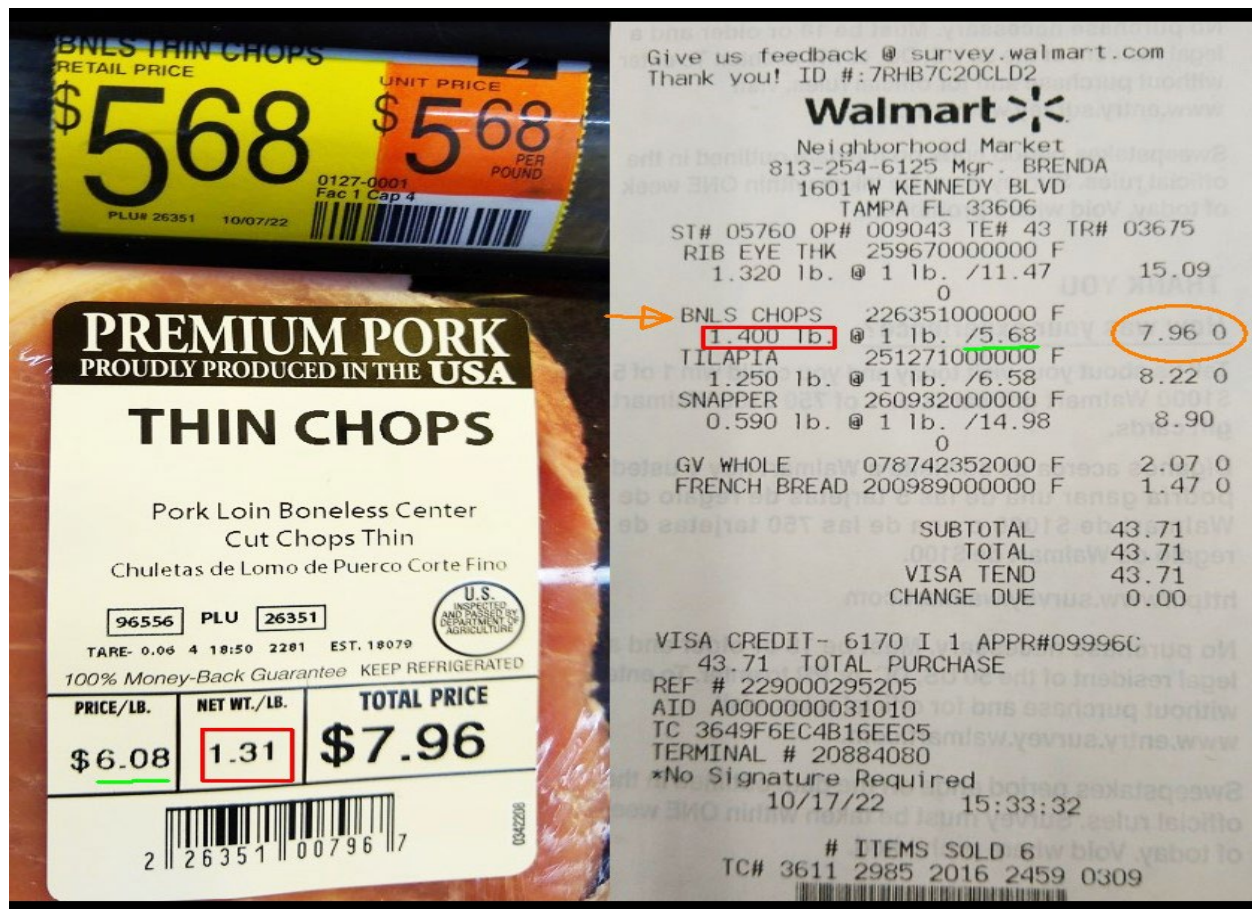 BNLS THIN CHOPS
RETAIL PRICE
$5.68
UNIT PRICE
$5.68
PER
POUND
0127-0001
Fac 1 Cap 4
PLU# 26351 10/07/22
PREMIUM PORK
PROUDLY PRODUCED IN THE USA
THIN CHOPS
Pork Loin Boneless Center
Cut Chops Thin
Chuletas de Lomo de Puerco Corte Fino
96556 PLU 26351
U.S.
INSPECTED
AND PASSED BY
DEPARTMENT OF
AGRICULTURE
TARE- 0.06 4 18:50 2281 EST. 18079
100% Money-Back Guarantee KEEP REFRIGERATED
PRICE/LB. NET WT./LB. TOTAL PRICE
$6.08 1.31 $7.96
2 26351 00796 7
0342208
Give us feedback @ survey.walmart.com
Thank you! ID #:7RHB7C20CLD2
Walmart
Neighborhood Market
813-254-6125 Mgr. BRENDA
1601 W KENNEDY BLVD
TAMPA FL 33606
ST# 05760 OP# 009043 TE# 43 TR# 03675
RIB EYE THK 259670000000 F
1.320 lb. @ 1 lb. /11.47 15.09
0
BNLS CHOPS 226351000000 F
1.400 lb. @ 1 lb. /5.68 7.96 0
TILAPIA 251271000000 F
1.250 lb. @ 1 lb. /6.58 8.22 0
SNAPPER 260932000000 F
0.590 lb. @ 1 lb. /14.98 8.90
0
GV WHOLE 078742352000 F 2.07 0
FRENCH BREAD 200989000000 F 1.47 0
SUBTOTAL 43.71
TOTAL 43.71
VISA TEND 43.71
CHANGE DUE 0.00
VISA CREDIT- 6170 I 1 APPR#09996C
43.71 TOTAL PURCHASE
REF # 229000295205
AID A0000000031010
TC 3649F6EC4B16EEC5
TERMINAL # 20884080
*No Signature Required
10/17/22 15:33:32
# ITEMS SOLD 6
TC# 3611 2985 2016 2459 0309